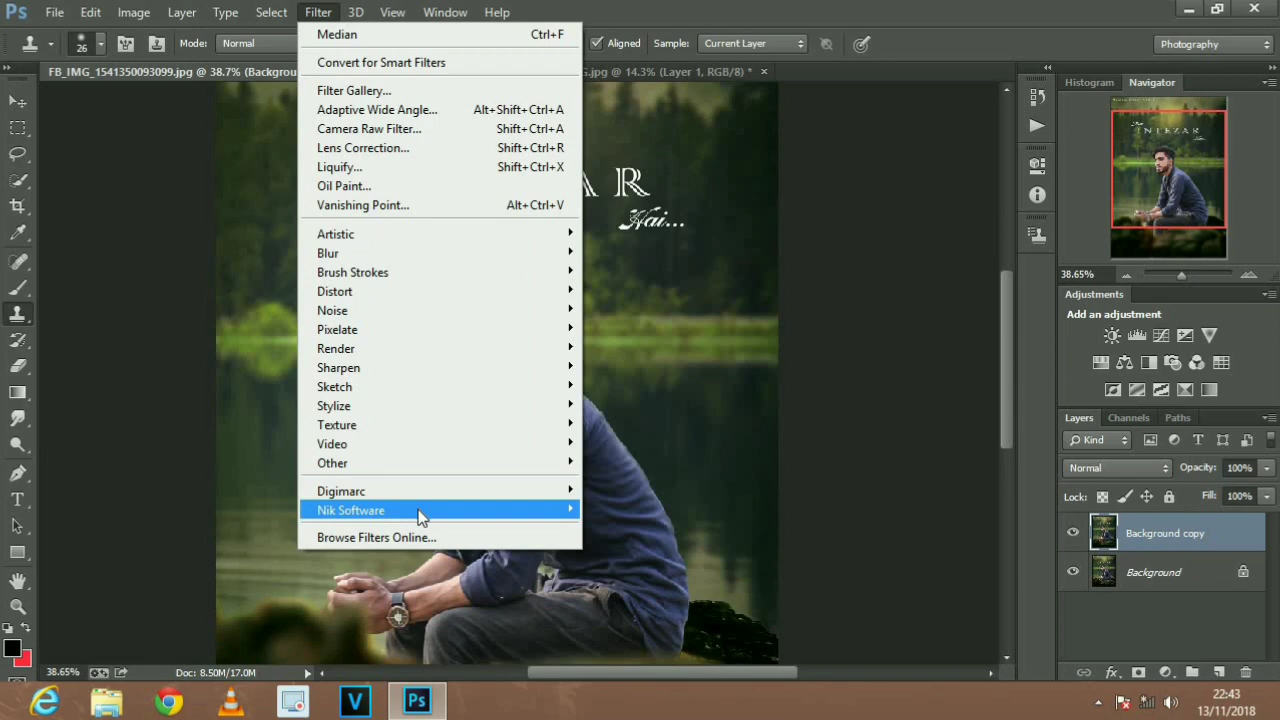 Ps File Edit Image Layer Type Select Filter 3D View Window Help
26 Mode: Normal Aligned Sample: Current Layer Photography
FB_IMG_1541350093099.jpg @ 38.7% (Backgrou G.jpg @ 14.3% (Layer 1, RGB/8) * ×
Median Ctrl+F
Convert for Smart Filters
Filter Gallery...
Adaptive Wide Angle... Alt+Shift+Ctrl+A
Camera Raw Filter... Shift+Ctrl+A
Lens Correction... Shift+Ctrl+R
Liquify... Shift+Ctrl+X
Oil Paint...
Vanishing Point... Alt+Ctrl+V
Artistic
Blur
Brush Strokes
Distort
Noise
Pixelate
Render
Sharpen
Sketch
Stylize
Texture
Video
Other
Digimarc
Nik Software
Browse Filters Online...
A R
Hai...
Histogram Navigator
INTEZAR
38.65%
Adjustments
Add an adjustment
Layers Channels Paths
Kind
Normal Opacity: 100%
Lock: Fill: 100%
Background copy
Background
38.65% Doc: 8.50M/17.0M
V Ps
22:43
13/11/2018